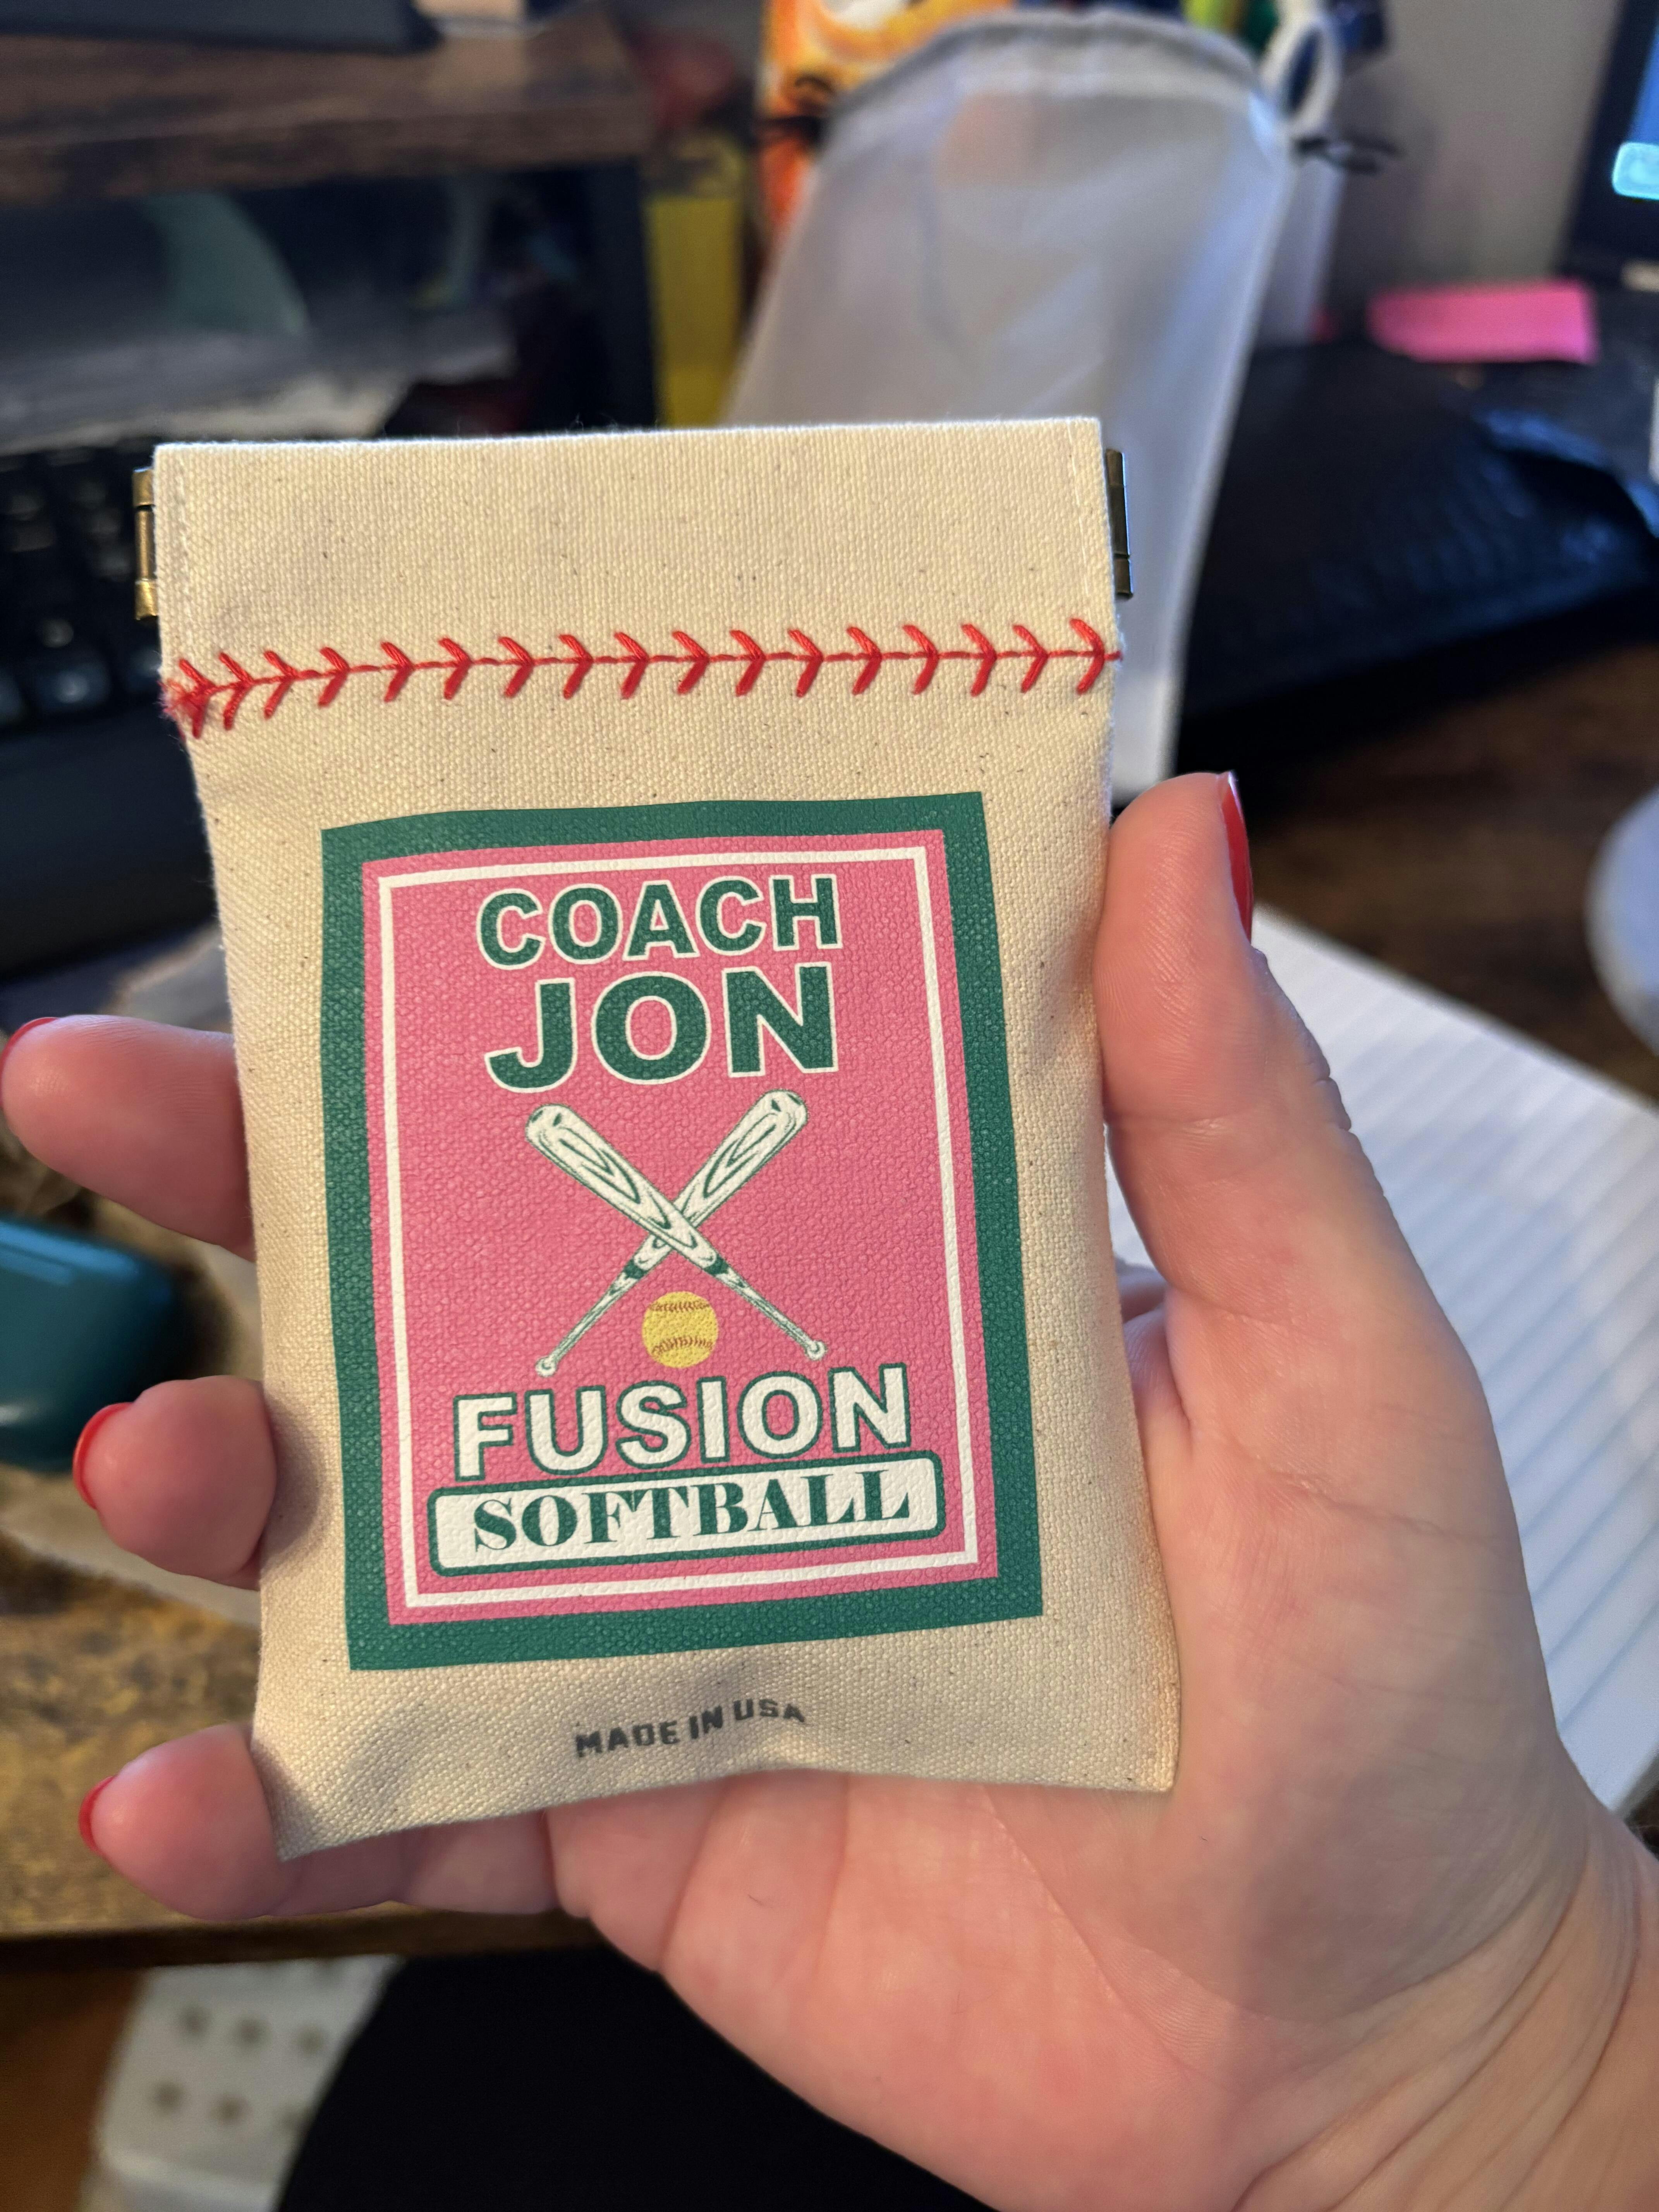 COACH
JON
FUSION
SOFTBALL
MADE IN USA